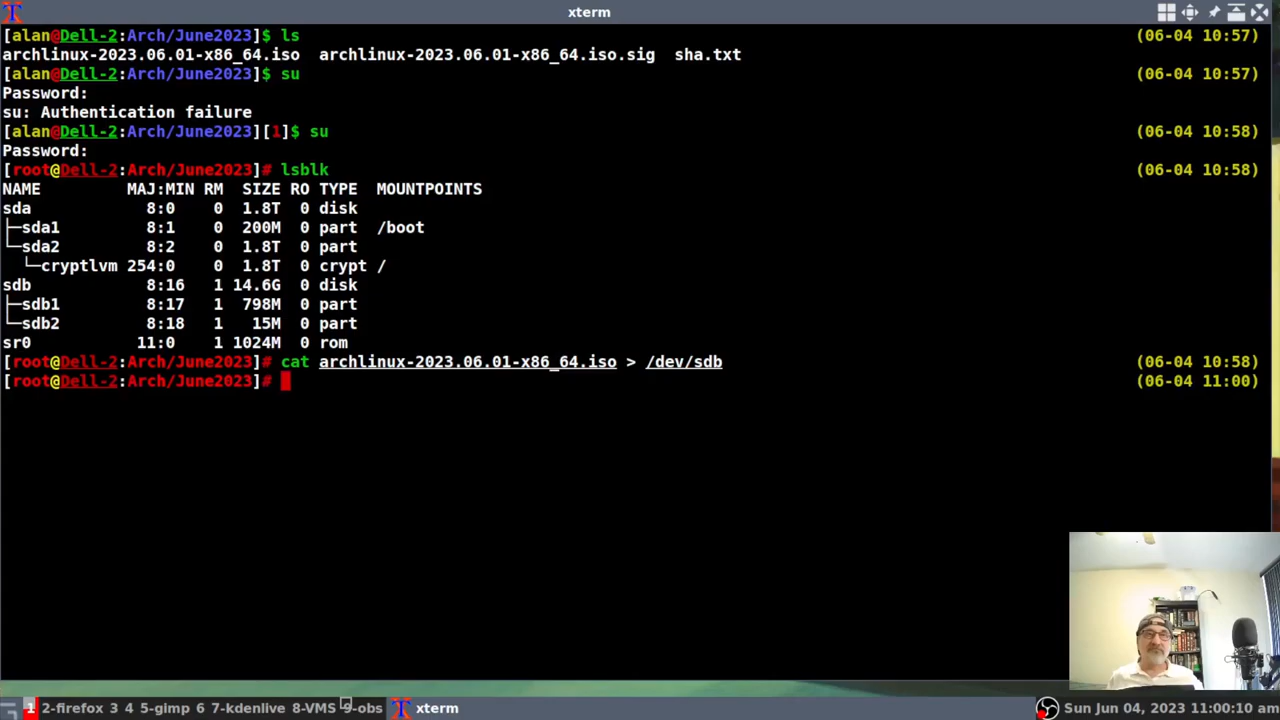 xterm
[alan@Dell-2:Arch/June2023]$ ls (06-04 10:57)
archlinux-2023.06.01-x86_64.iso archlinux-2023.06.01-x86_64.iso.sig sha.txt
[alan@Dell-2:Arch/June2023]$ su (06-04 10:57)
Password:
su: Authentication failure
[alan@Dell-2:Arch/June2023][1]$ su (06-04 10:58)
Password:
[root@Dell-2:Arch/June2023]# lsblk (06-04 10:58)
NAME MAJ:MIN RM SIZE RO TYPE MOUNTPOINTS
sda 8:0 0 1.8T 0 disk
├─sda1 8:1 0 200M 0 part /boot
└─sda2 8:2 0 1.8T 0 part
└─cryptlvm 254:0 0 1.8T 0 crypt /
sdb 8:16 1 14.6G 0 disk
├─sdb1 8:17 1 798M 0 part
└─sdb2 8:18 1 15M 0 part
sr0 11:0 1 1024M 0 rom
[root@Dell-2:Arch/June2023]# cat archlinux-2023.06.01-x86_64.iso > /dev/sdb (06-04 10:58)
[root@Dell-2:Arch/June2023]# (06-04 11:00)
1 2-firefox 3 4 5-gimp 6 7-kdenlive 8-VMS 9-obs xterm Sun Jun 04, 2023 11:00:10 am